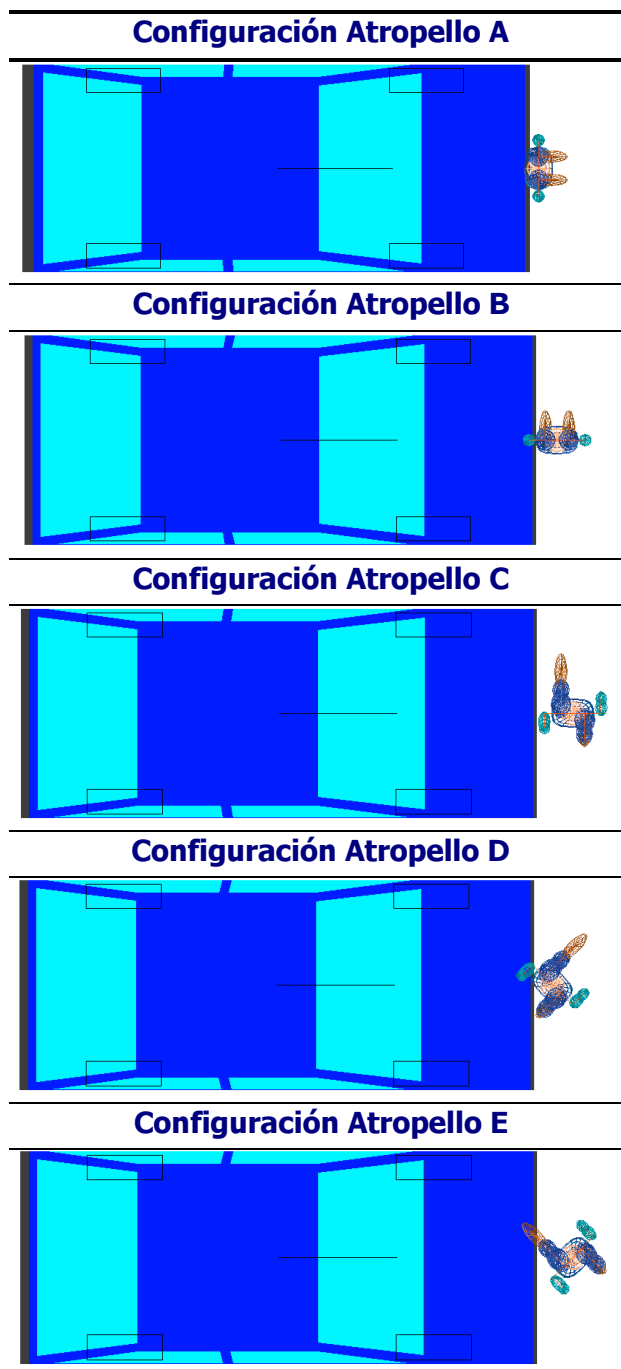 Configuración Atropello A
Configuración Atropello B
Configuración Atropello C
Configuración Atropello D
Configuración Atropello E